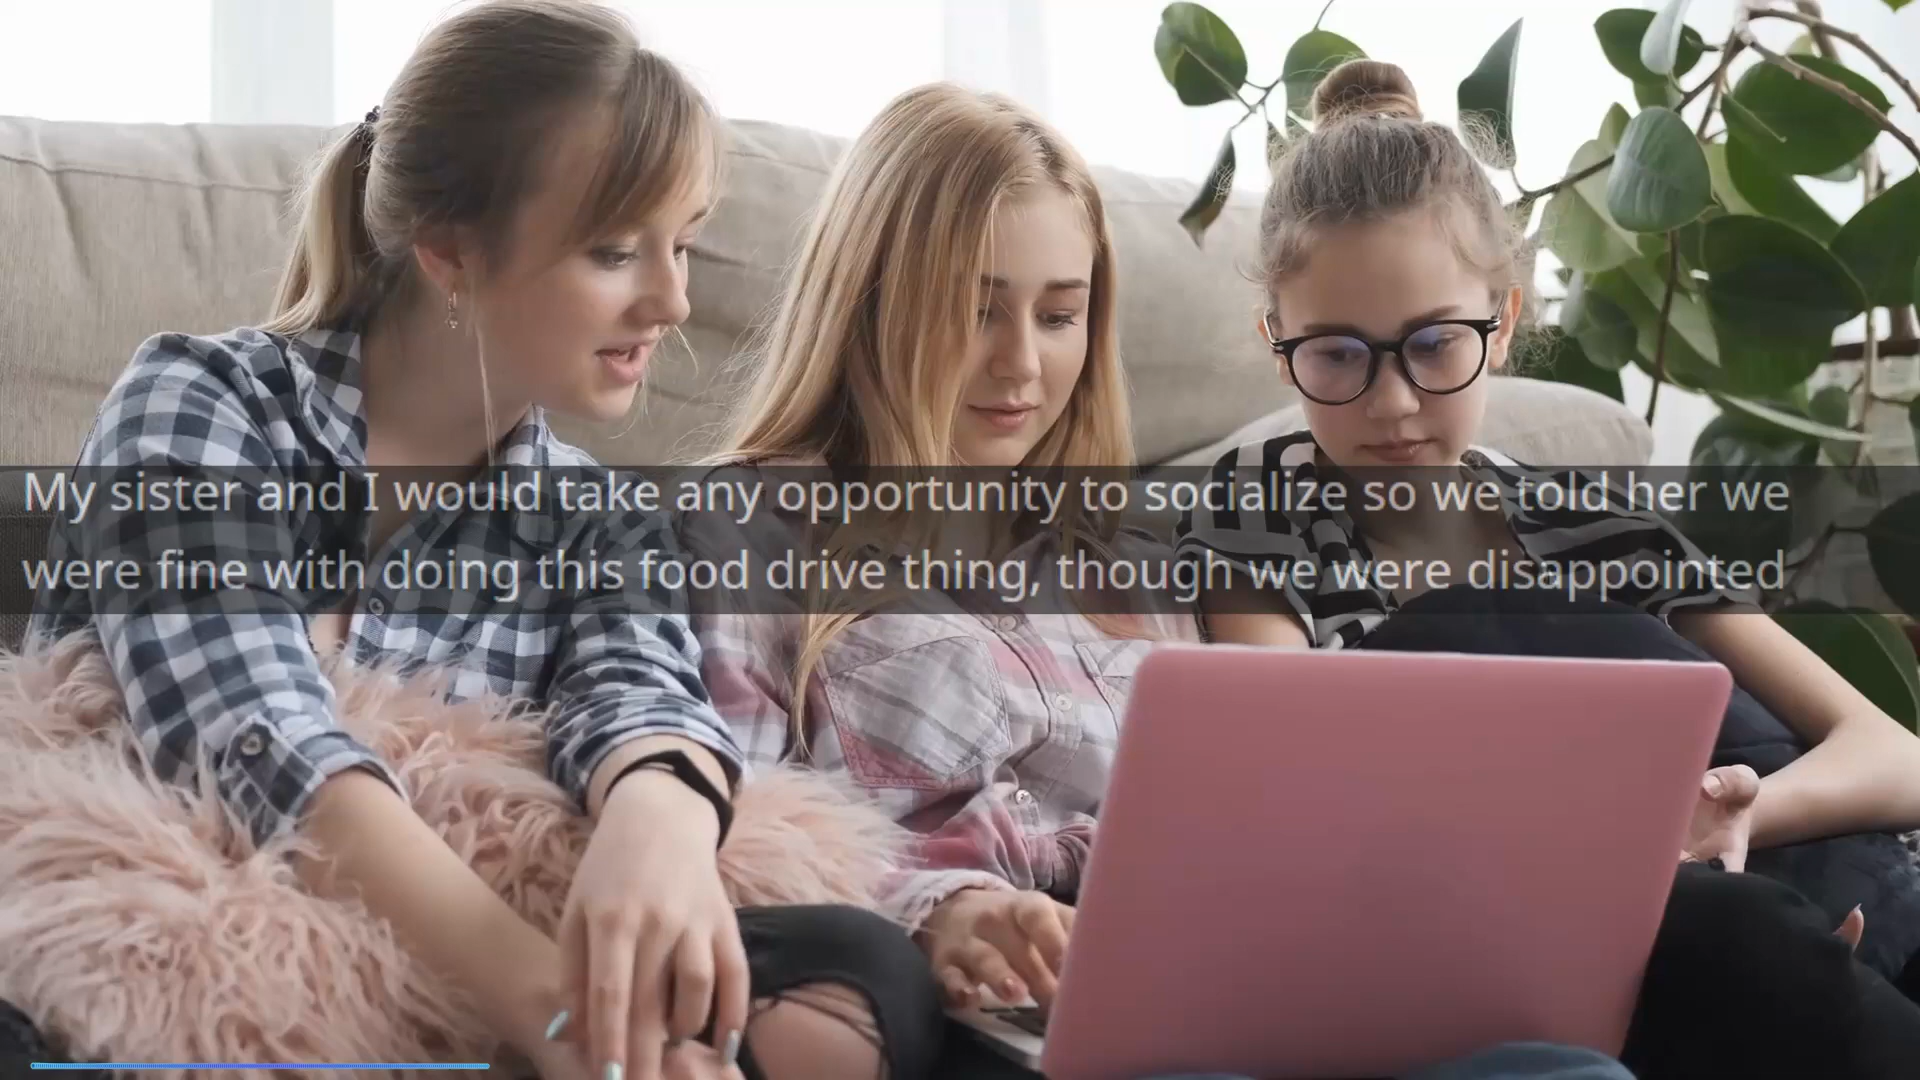 My sister and I would take any opportunity to socialize so we told her we
were fine with doing this food drive thing, though we were disappointed